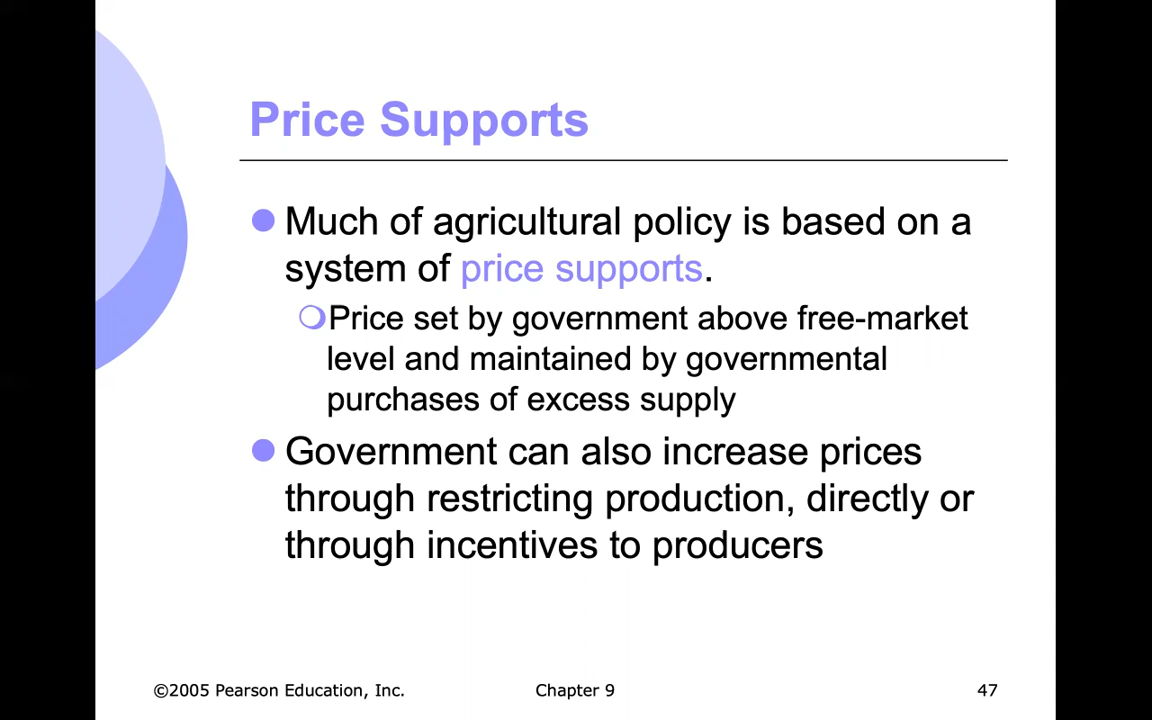 Price Supports
Much of agricultural policy is based on a
system of price supports.
Price set by government above free-market
level and maintained by governmental
purchases of excess supply
Government can also increase prices
through restricting production, directly or
through incentives to producers
©2005 Pearson Education, Inc. Chapter 9 47